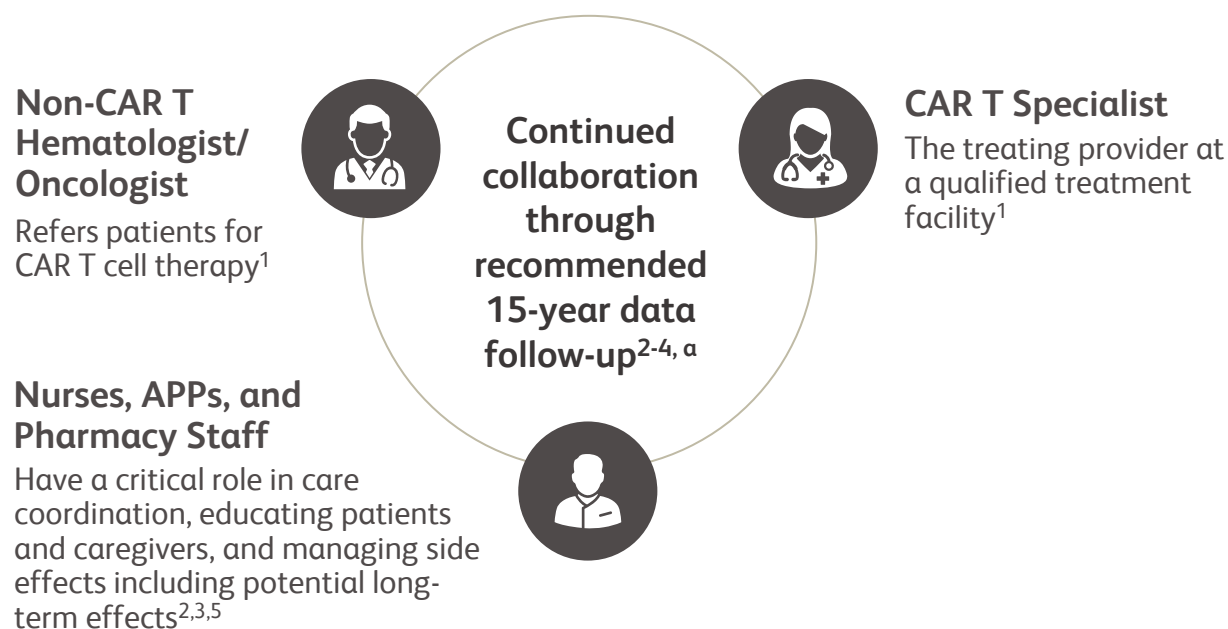 Non-CAR T
Hematologist/
Oncologist
Refers patients for
CAR T cell therapy1
Continued
collaboration
through
recommended
15-year data
follow-up2-4, a
CAR T Specialist
The treating provider at
a qualified treatment
facility1
Nurses, APPs, and
Pharmacy Staff
Have a critical role in care
coordination, educating patients
and caregivers, and managing side
effects including potential long-
term effects2,3,5